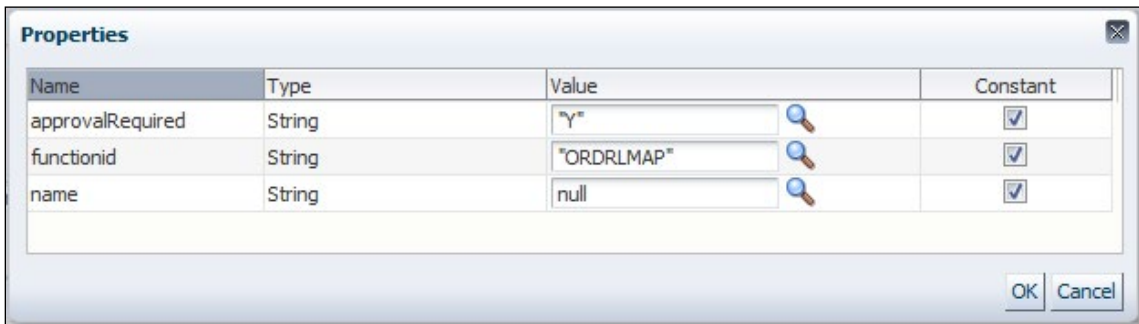 Properties
Name Type Value Constant
approvalRequired String "Y"
functionid String "ORDRLMAP"
name String null
OK Cancel